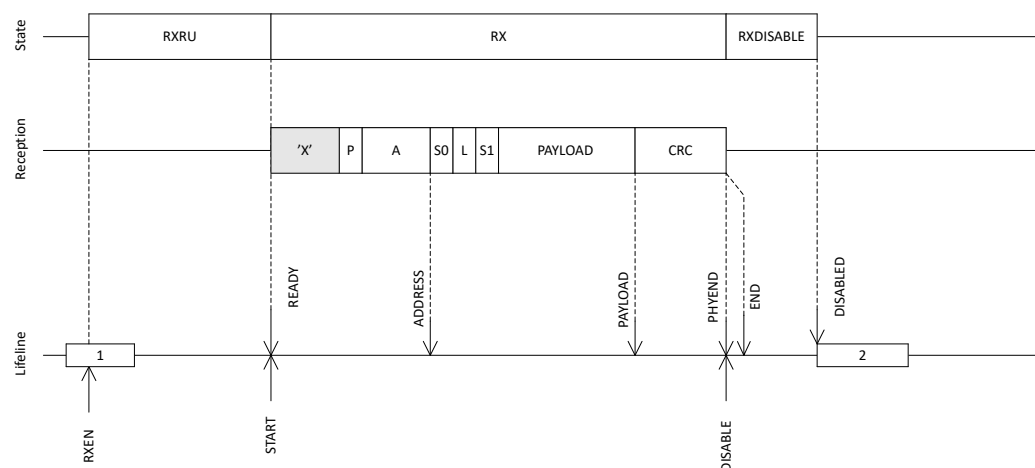 State
RXRU
RX
RXDISABLE
Reception
'X'
P
A
S0
L
S1
PAYLOAD
CRC
READY
ADDRESS
PAYLOAD
PHYEND
END
DISABLED
Lifeline
1
2
RXEN
START
DISABLE